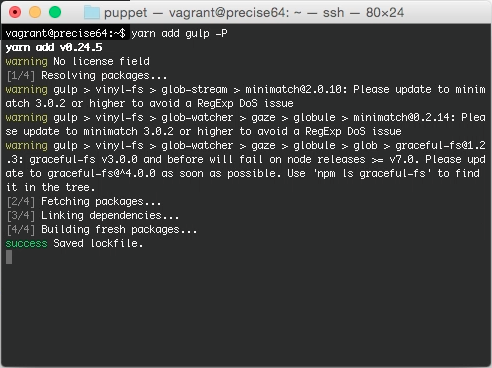 puppet — vagrant@precise64: ~ — ssh — 80×24
vagrant@precise64:~$ yarn add gulp -P
yarn add v0.24.5
warning No license field
[1/4] Resolving packages...
warning gulp > vinyl-fs > glob-stream > minimatch@2.0.10: Please update to minim
atch 3.0.2 or higher to avoid a RegExp DoS issue
warning gulp > vinyl-fs > glob-watcher > gaze > globule > minimatch@0.2.14: Plea
se update to minimatch 3.0.2 or higher to avoid a RegExp DoS issue
warning gulp > vinyl-fs > glob-watcher > gaze > globule > glob > graceful-fs@1.2
.3: graceful-fs v3.0.0 and before will fail on node releases >= v7.0. Please upd
ate to graceful-fs@^4.0.0 as soon as possible. Use 'npm ls graceful-fs' to find
it in the tree.
[2/4] Fetching packages...
[3/4] Linking dependencies...
[4/4] Building fresh packages...
success Saved lockfile.